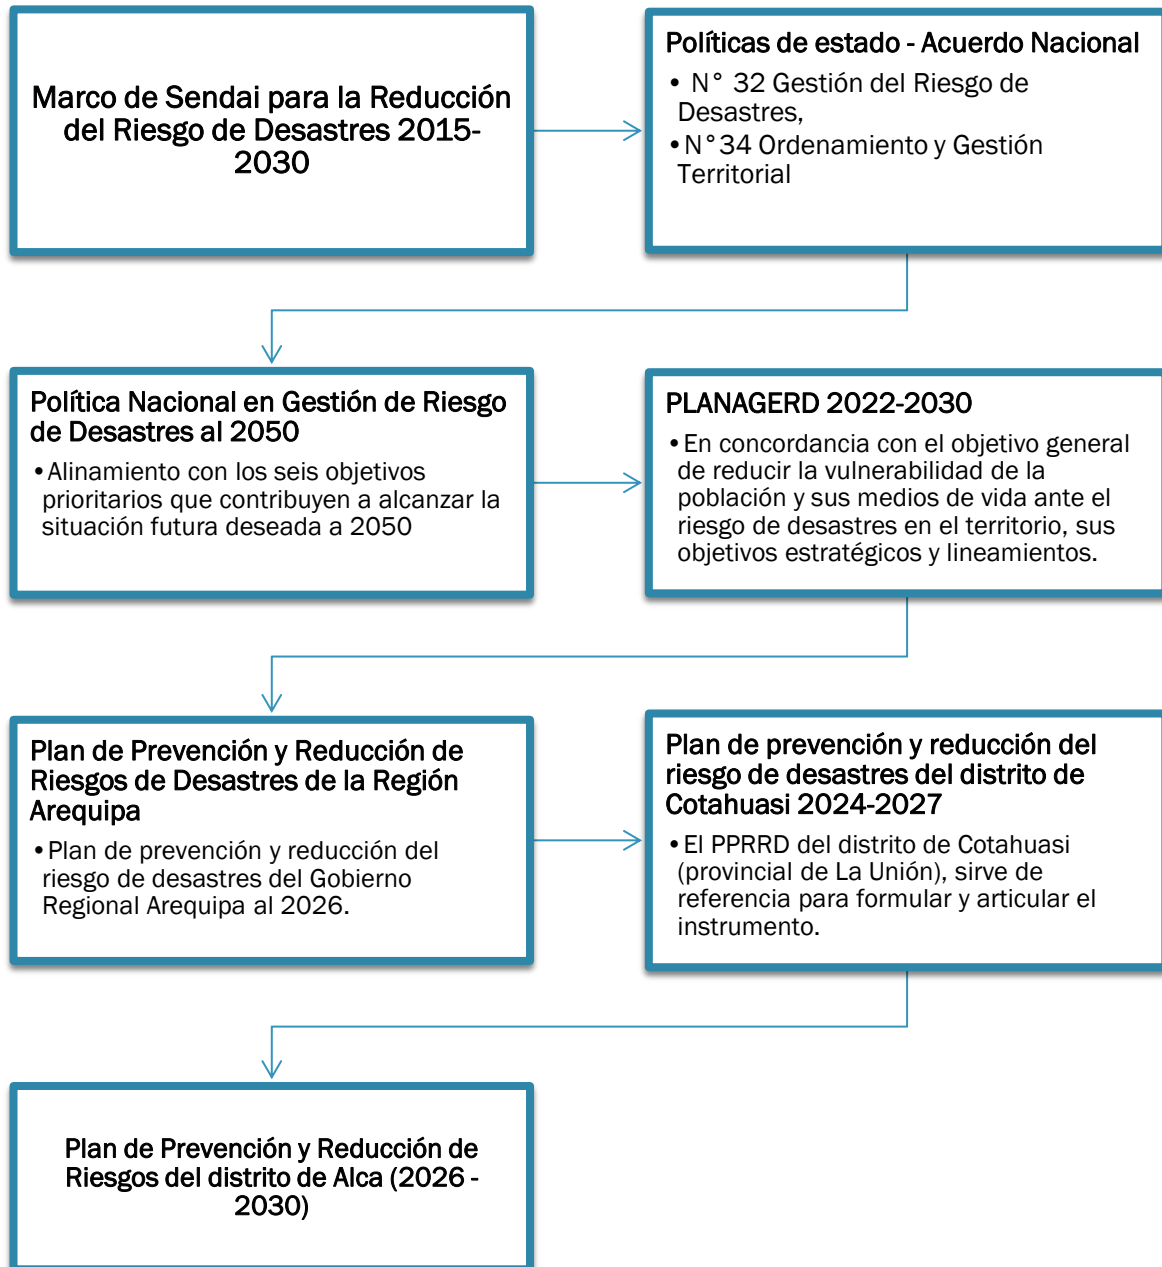 Marco de Sendai para la Reducción
del Riesgo de Desastres 2015-
2030
Políticas de estado - Acuerdo Nacional
• N° 32 Gestión del Riesgo de
Desastres,
•N°34 Ordenamiento y Gestión
Territorial
Política Nacional en Gestión de Riesgo
de Desastres al 2050
•Alinamiento con los seis objetivos
prioritarios que contribuyen a alcanzar la
situación futura deseada a 2050
PLANAGERD 2022-2030
•En concordancia con el objetivo general
de reducir la vulnerabilidad de la
población y sus medios de vida ante el
riesgo de desastres en el territorio, sus
objetivos estratégicos y lineamientos.
Plan de Prevención y Reducción de
Riesgos de Desastres de la Región
Arequipa
•Plan de prevención y reducción del
riesgo de desastres del Gobierno
Regional Arequipa al 2026.
Plan de prevención y reducción del
riesgo de desastres del distrito de
Cotahuasi 2024-2027
•El PPRRD del distrito de Cotahuasi
(provincial de La Unión), sirve de
referencia para formular y articular el
instrumento.
Plan de Prevención y Reducción de
Riesgos del distrito de Alca (2026 -
2030)